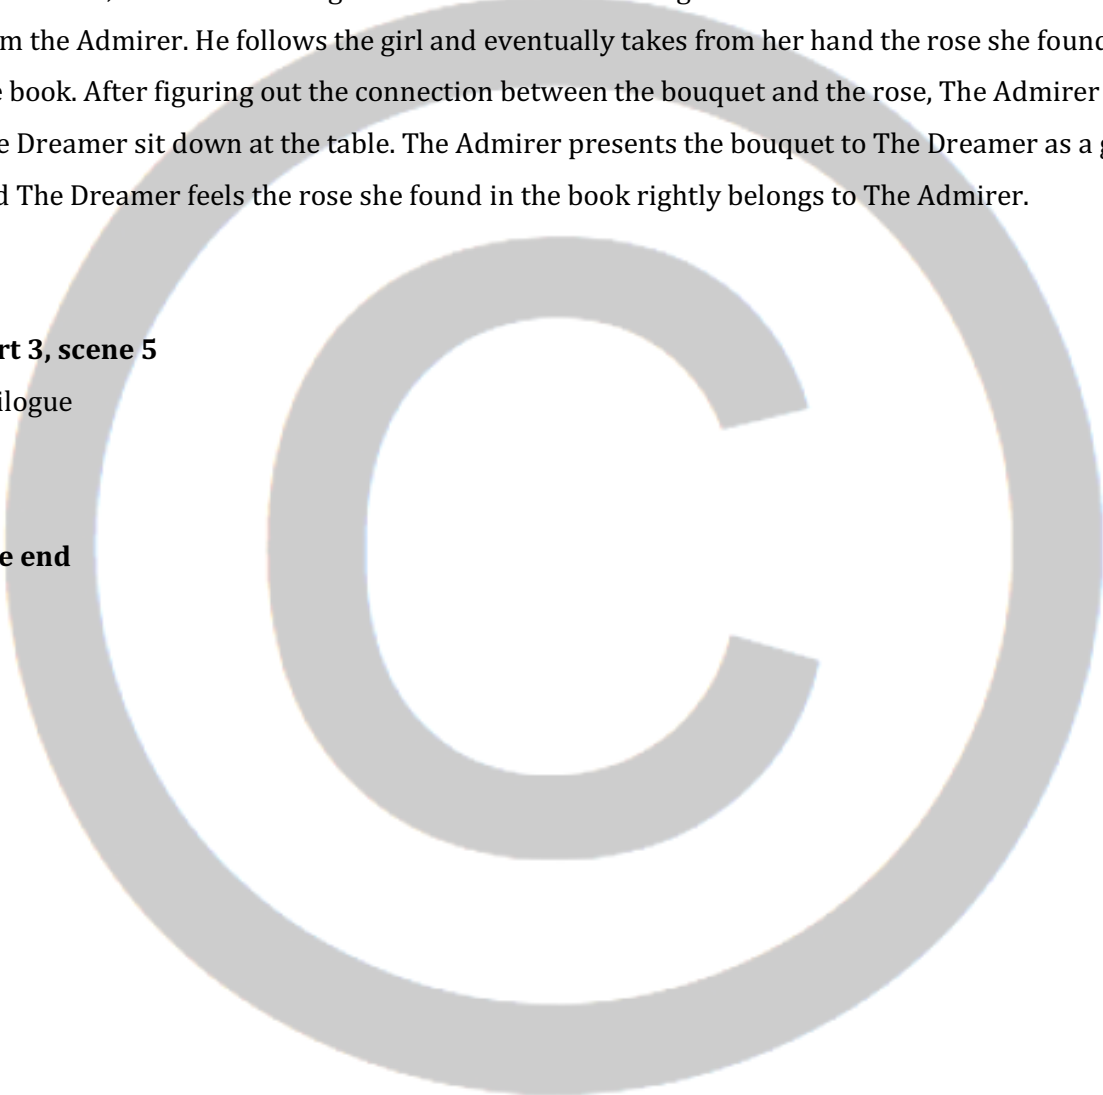 m the Admirer. He follows the girl and eventually takes from her hand the rose she found
e book. After figuring out the connection between the bouquet and the rose, The Admirer
e Dreamer sit down at the table. The Admirer presents the bouquet to The Dreamer as a g
d The Dreamer feels the rose she found in the book rightly belongs to The Admirer.
rt 3, scene 5
ilogue
e end